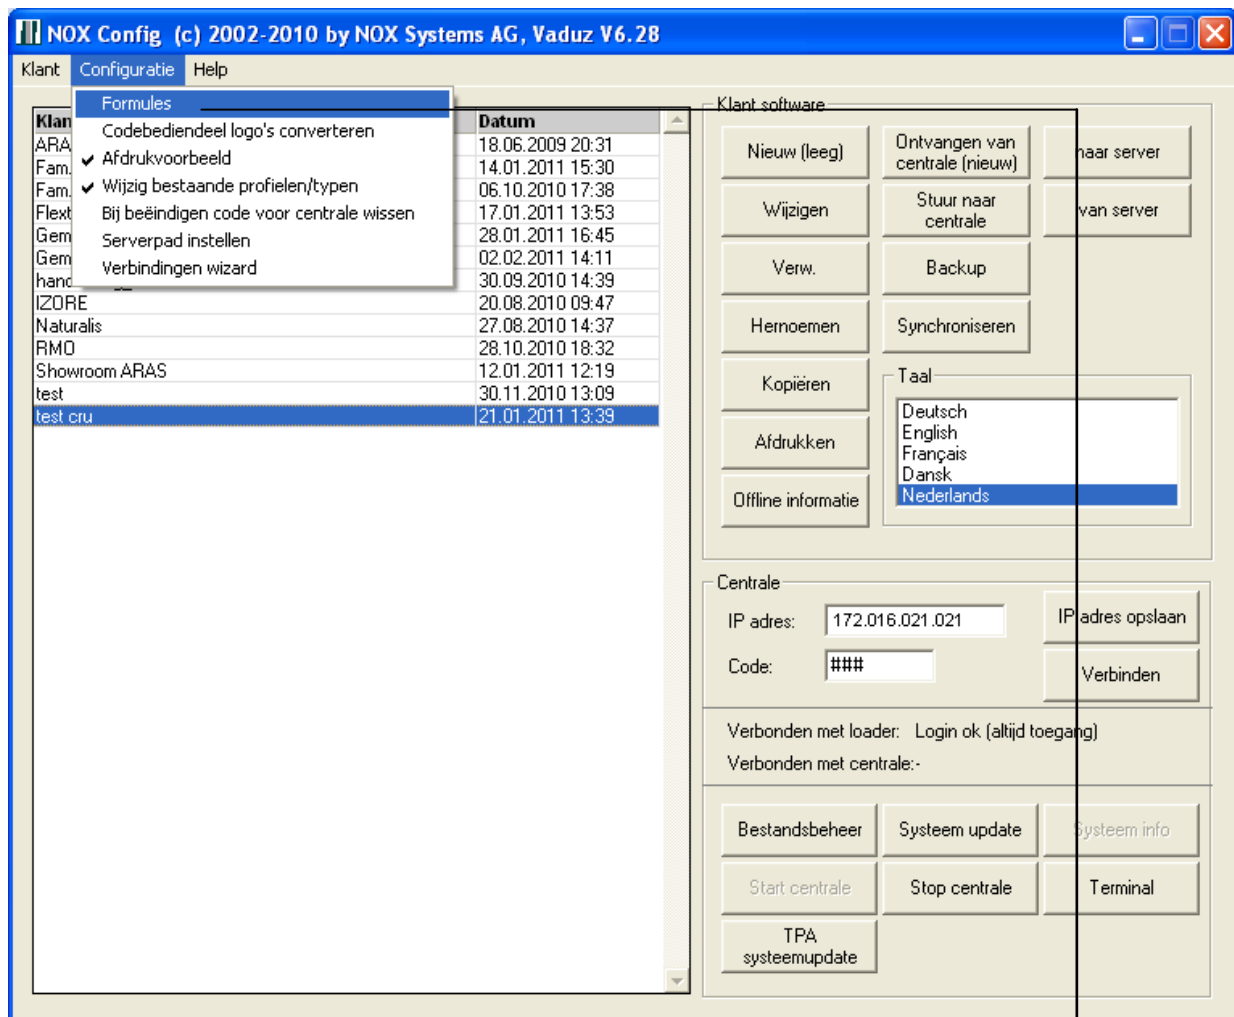 NOX Config (c) 2002-2010 by NOX Systems AG, Vaduz V6.28
Klant Configuratie Help
Formules
Codebediendeel logo's converteren
Afdrukvoorbeeld
Wijzig bestaande profielen/typen
Bij beëindigen code voor centrale wissen
Serverpad instellen
Verbindingen wizard
Klan Datum
ARA 18.06.2009 20:31
Fam. 14.01.2011 15:30
Fam. 06.10.2010 17:38
Flext 17.01.2011 13:53
Gem 28.01.2011 16:45
Gem 02.02.2011 14:11
hand 30.09.2010 14:39
IZORE 20.08.2010 09:47
Naturalis 27.08.2010 14:37
RMO 28.10.2010 18:32
Showroom ARAS 12.01.2011 12:19
test 30.11.2010 13:09
test cru 21.01.2011 13:39
Klant software
Nieuw (leeg)
Ontvangen van
centrale (nieuw)
naar server
Wijzigen
Stuur naar
centrale
van server
Verw.
Backup
Hernoemen
Synchroniseren
Kopiëren
Afdrukken
Offline informatie
Taal
Deutsch
English
Français
Dansk
Nederlands
Centrale
IP adres: 172.016.021.021
IP adres opslaan
Code: ###
Verbinden
Verbonden met loader: Login ok (altijd toegang)
Verbonden met centrale:-
Bestandsbeheer
Systeem update
Systeem info
Start centrale
Stop centrale
Terminal
TPA
systeemupdate